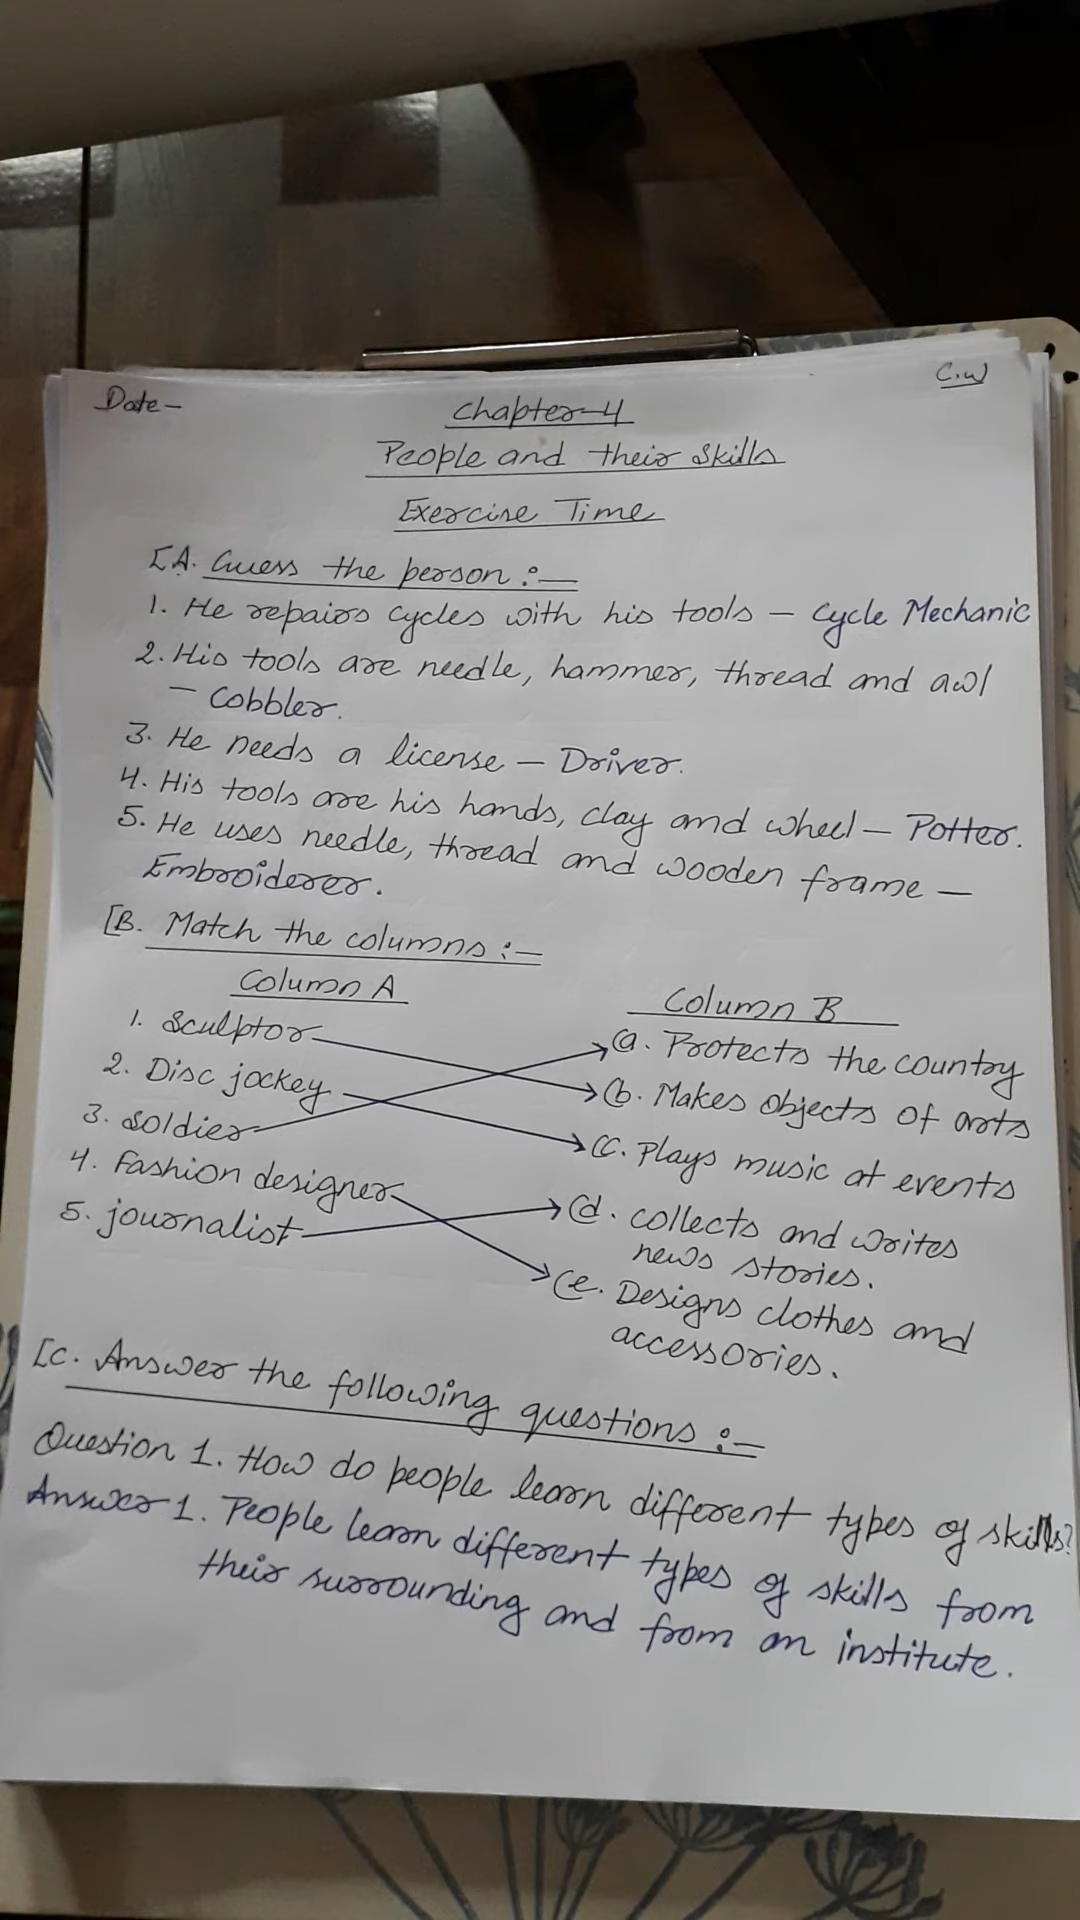 Date-
C.W
Chapter-4
People and their Skills
Exercise Time
[A. Guess the person :-
1. He repairs cycles with his tools - Cycle Mechanic
2. His tools are needle, hammer, thread and awl
- Cobbler.
3. He needs a license - Driver.
4. His tools are his hands, clay and wheel - Potter.
5. He uses needle, thread and wooden frame -
Embroiderer.
[B. Match the columns :-
Column A
Column B
1. Sculptor
(a. Protects the country
2. Disc jockey
(b. Makes objects of arts
3. Soldier
(c. Plays music at events
4. Fashion designer
(d. collects and writes
news stories.
5. journalist
(e. Designs clothes and
accessories.
[C. Answer the following questions :-
Question 1. How do people learn different types of skills?
Answer 1. People learn different types of skills from
their surrounding and from an institute.